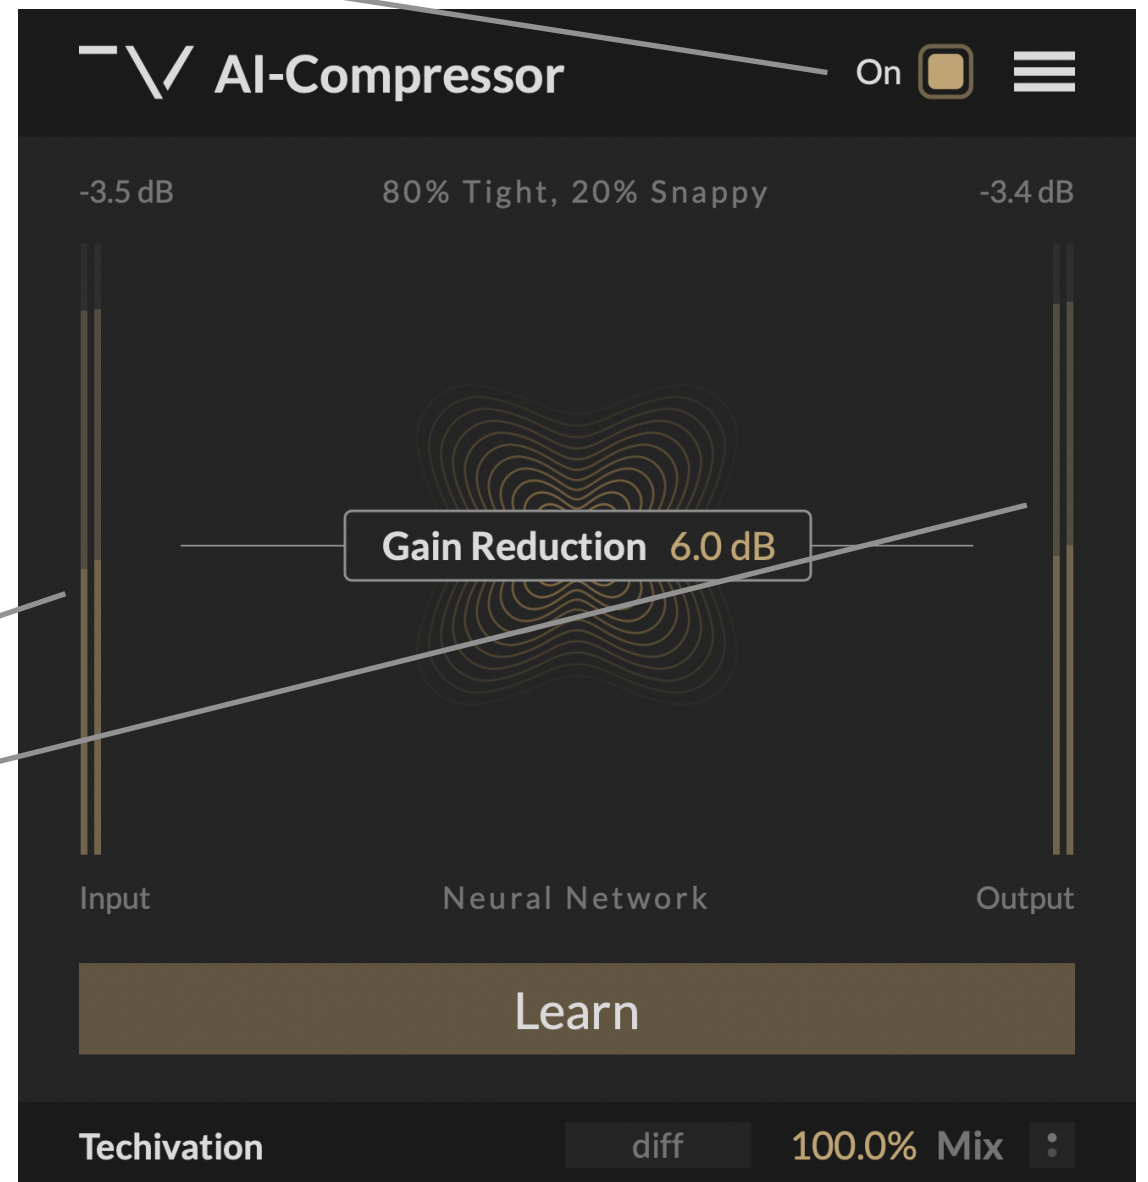 AI-Compressor On
-3.5 dB 80% Tight, 20% Snappy -3.4 dB
Gain Reduction 6.0 dB
Input Neural Network Output
Learn
Techivation diff 100.0% Mix :